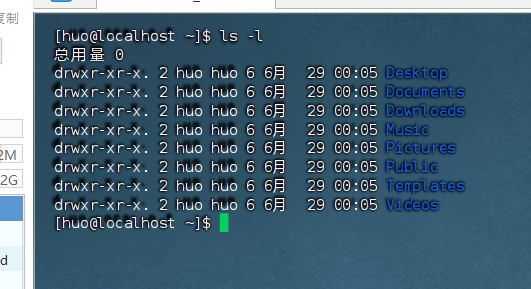 复制
[huo@localhost ~]$ ls -l
总用量 0
drwxr-xr-x. 2 huo huo 6 6月 29 00:05 Desktop
drwxr-xr-x. 2 huo huo 6 6月 29 00:05 Documents
drwxr-xr-x. 2 huo huo 6 6月 29 00:05 Downloads
drwxr-xr-x. 2 huo huo 6 6月 29 00:05 Music
2M
drwxr-xr-x. 2 huo huo 6 6月 29 00:05 Pictures
drwxr-xr-x. 2 huo huo 6 6月 29 00:05 Public
2G
drwxr-xr-x. 2 huo huo 6 6月 29 00:05 Templates
drwxr-xr-x. 2 huo huo 6 6月 29 00:05 Videos
[huo@localhost ~]$
d